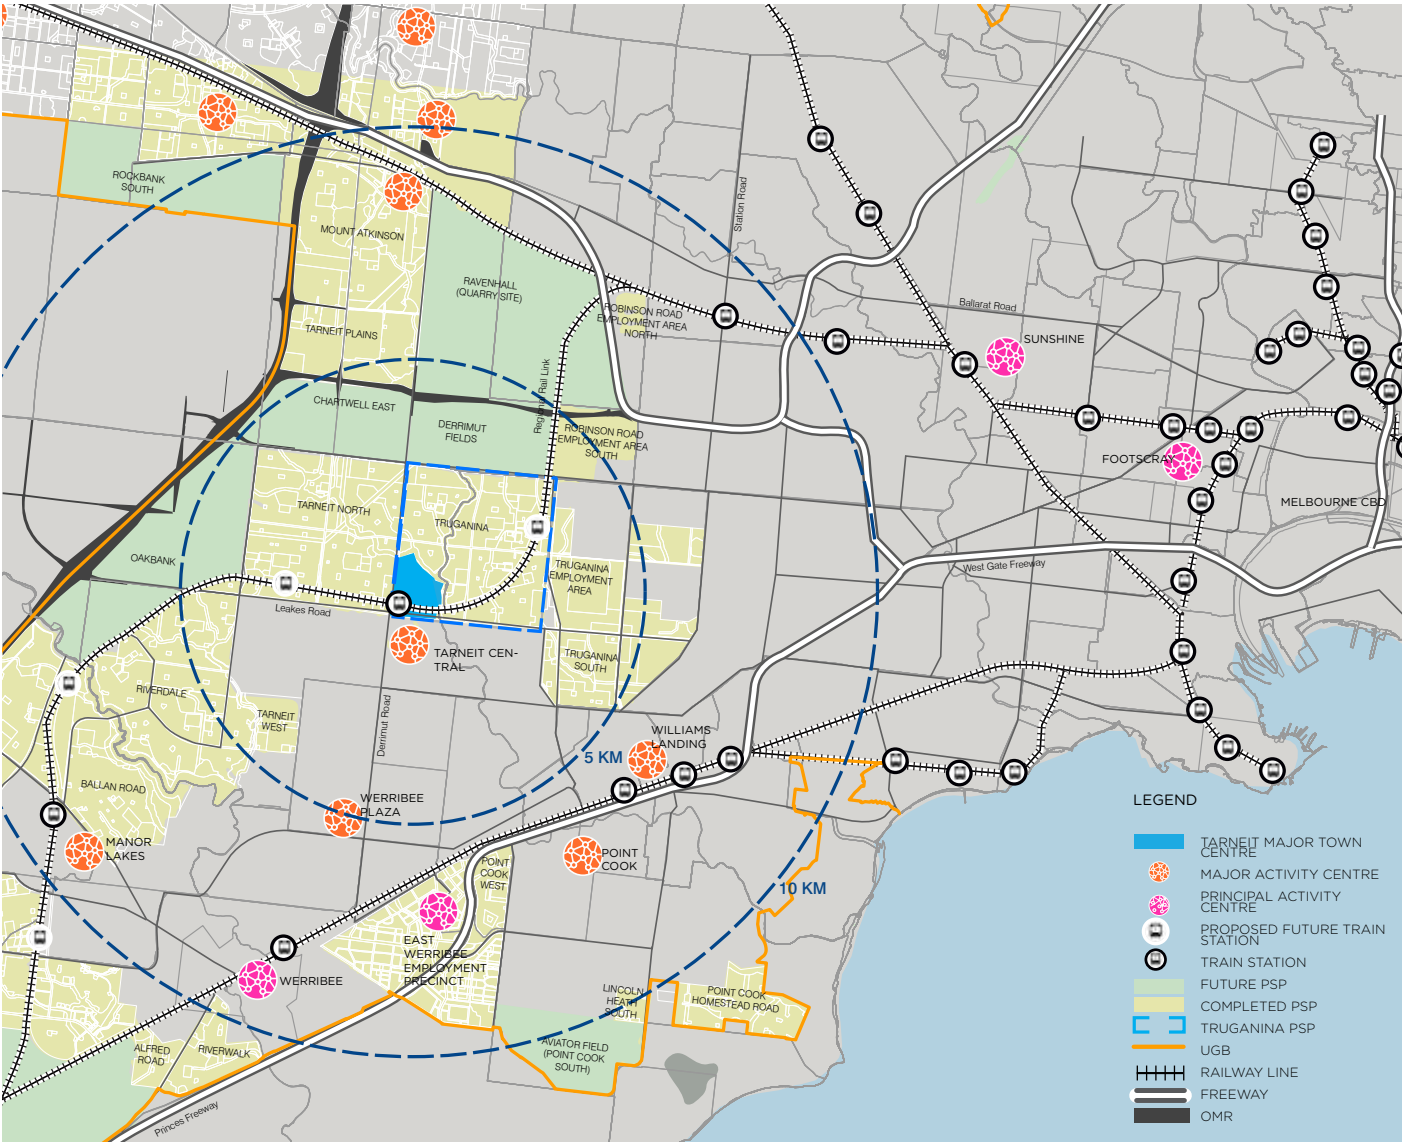 ROCKBANK
SOUTH
MOUNT ATKINSON
Station Road
RAVENHALL
(QUARRY SITE)
ROBINSON ROAD
EMPLOYMENT AREA
NORTH
Ballarat Road
TARNEIT PLAINS
SUNSHINE
Regional Rail Link
CHARTWELL EAST
DERRIMUT
FIELDS
ROBINSON ROAD
EMPLOYMENT AREA
SOUTH
FOOTSCRAY
MELBOURNE CBD
TARNEIT NORTH
TRUGANINA
OAKBANK
TRUGANINA
EMPLOYMENT
AREA
West Gate Freeway
Leakes Road
TARNEIT CEN-
TRAL
TRUGANINA
SOUTH
RIVERDALE
TARNEIT
WEST
Derrimut Road
WILLIAMS
LANDING
5 KM
BALLAN ROAD
WERRIBEE
PLAZA
MANOR
LAKES
POINT
COOK
WEST
POINT
COOK
10 KM
EAST
WERRIBEE
EMPLOYMENT
PRECINCT
WERRIBEE
LINCOLN
HEATH
SOUTH
POINT COOK
HOMESTEAD ROAD
ALFRED
ROAD
RIVERWALK
AVIATOR FIELD
(POINT COOK
SOUTH)
Princes Freeway
LEGEND
TARNEIT MAJOR TOWN
CENTRE
MAJOR ACTIVITY CENTRE
PRINCIPAL ACTIVITY
CENTRE
PROPOSED FUTURE TRAIN
STATION
TRAIN STATION
FUTURE PSP
COMPLETED PSP
TRUGANINA PSP
UGB
RAILWAY LINE
FREEWAY
OMR